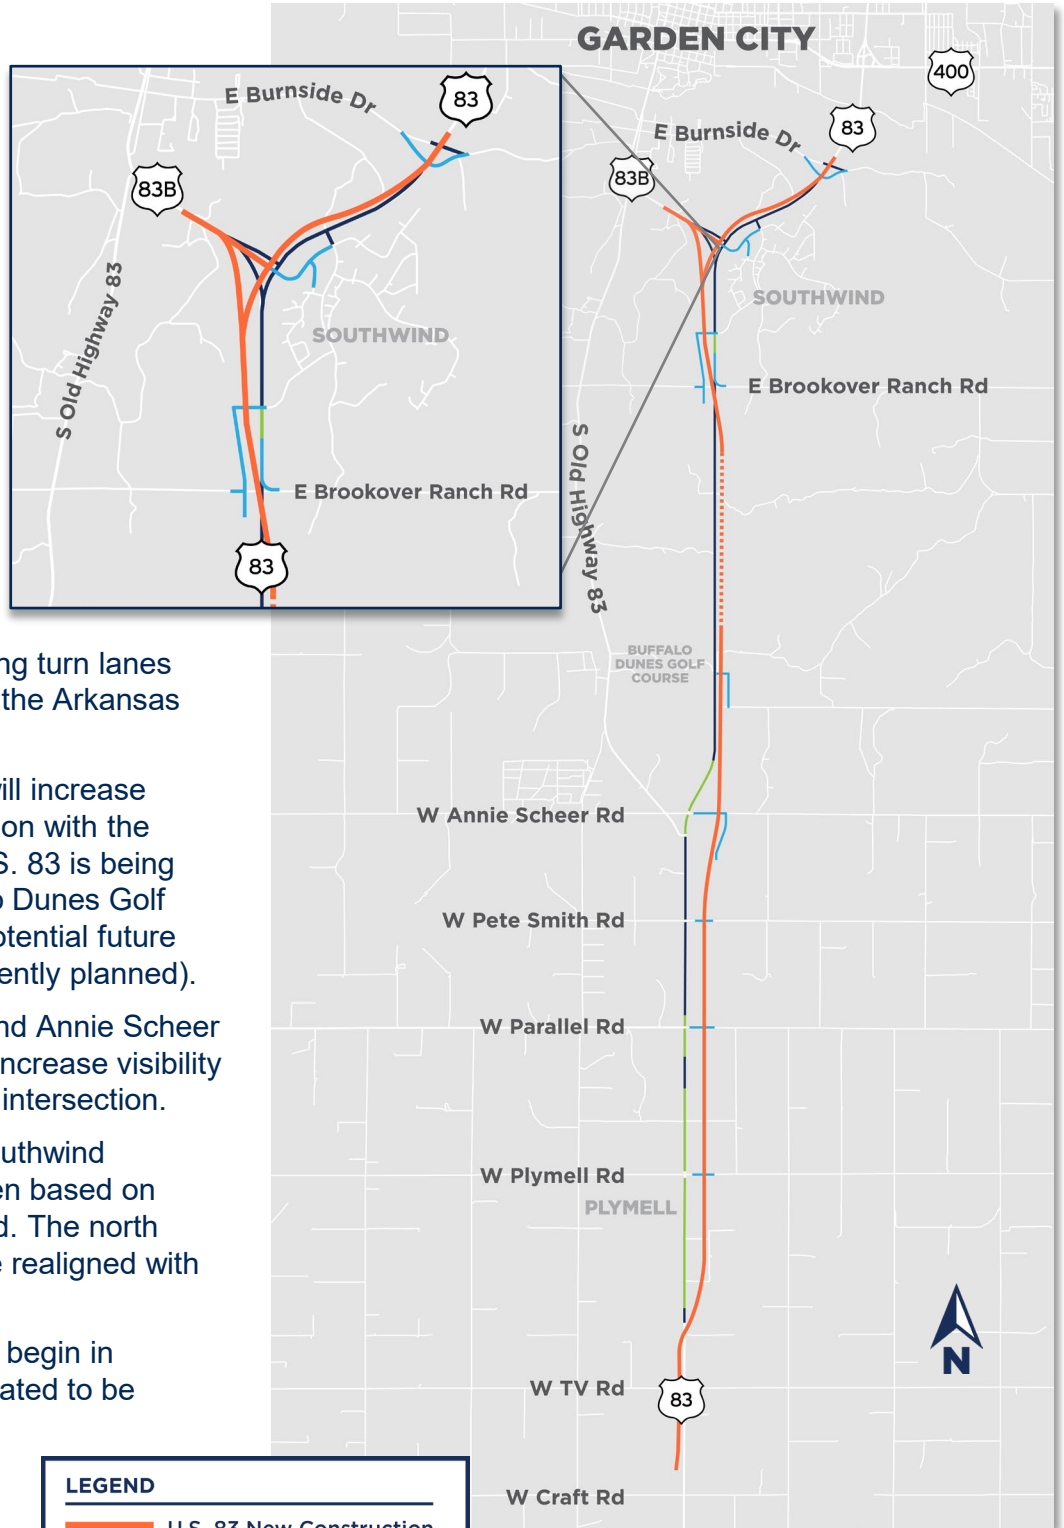 GARDEN CITY
400
83
E Burnside Dr
83B
SOUTHWIND
E Brookover Ranch Rd
S Old Highway 83
E Burnside Dr
83
83B
S Old Highway 83
SOUTHWIND
E Brookover Ranch Rd
83
BUFFALO
DUNES GOLF
COURSE
W Annie Scheer Rd
W Pete Smith Rd
W Parallel Rd
W Plymell Rd
PLYMELL
W TV Rd
83
W Craft Rd
N
ng turn lanes
the Arkansas
ill increase
on with the
S. 83 is being
Dunes Golf
otential future
ently planned).
nd Annie Scheer
ncrease visibility
intersection.
uthwind
en based on
d. The north
e realigned with
begin in
ated to be
LEGEND
U.S. 83 New Construction